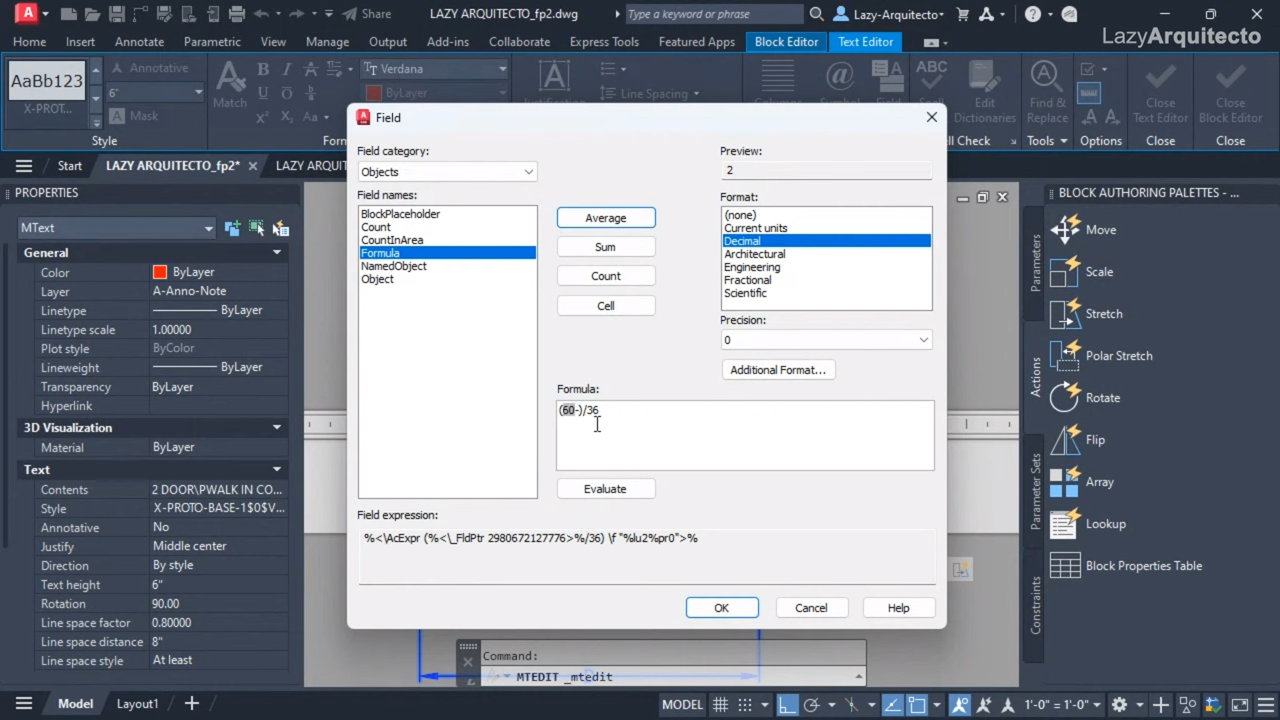 Share
LAZY ARQUITECTO_fp2.dwg
Type a keyword or phrase
Lazy-Arquitecto
Home Insert Annotate Parametric View Manage Output Add-ins Collaborate Express Tools Featured Apps Block Editor Text Editor
LazyArquitecto
AaBb123
X-PROT...
Annotative
6"
Mask
Style
Match
Verdana
ByLayer
Line Spacing
Edit
Dictionaries
Find &
Replace
Close
Text Editor
Close
Block Editor
Tools
Options
Close
Close
Start
LAZY ARQUITECTO_fp2*
PROPERTIES
MText
General
Color ByLayer
Layer A-Anno-Note
Linetype ByLayer
Linetype scale 1.00000
Plot style ByColor
Lineweight ByLayer
Transparency ByLayer
Hyperlink
3D Visualization
Material ByLayer
Text
Contents 2 DOOR\PWALK IN CO...
Style X-PROTO-BASE-1$0$V...
Annotative No
Justify Middle center
Direction By style
Text height 6"
Rotation 90.00
Line space factor 0.80000
Line space distance 8"
Line space style At least
Field
Field category:
Objects
Field names:
BlockPlaceholder
Count
CountInArea
Formula
NamedObject
Object
Average
Sum
Count
Cell
Preview:
2
Format:
(none)
Current units
Decimal
Architectural
Engineering
Fractional
Scientific
Precision:
0
Additional Format...
Formula:
(60-)/36
Evaluate
Field expression:
<\AcExpr (%<\_FldPtr 2980672127776>%/36) \f "%lu2%pr0">%
OK
Cancel
Help
Command:
MTEDIT _mtedit
BLOCK AUTHORING PALETTES - ...
Parameters
Actions
Parameter Sets
Constraints
Move
Scale
Stretch
Polar Stretch
Rotate
Flip
Array
Lookup
Block Properties Table
Model
Layout1
MODEL
1'-0" = 1'-0"